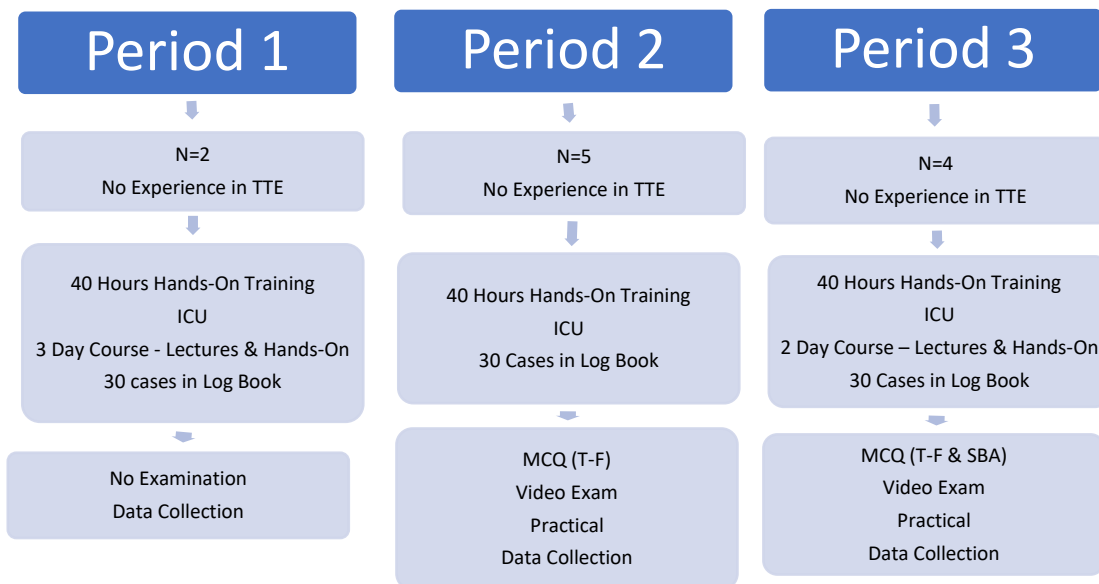 Period 1
N=2
No Experience in TTE
40 Hours Hands-On Training
ICU
3 Day Course - Lectures & Hands-On
30 cases in Log Book
No Examination
Data Collection
Period 2
N=5
No Experience in TTE
40 Hours Hands-On Training
ICU
30 Cases in Log Book
MCQ (T-F)
Video Exam
Practical
Data Collection
Period 3
N=4
No Experience in TTE
40 Hours Hands-On Training
ICU
2 Day Course – Lectures & Hands-On
30 Cases in Log Book
MCQ (T-F & SBA)
Video Exam
Practical
Data Collection